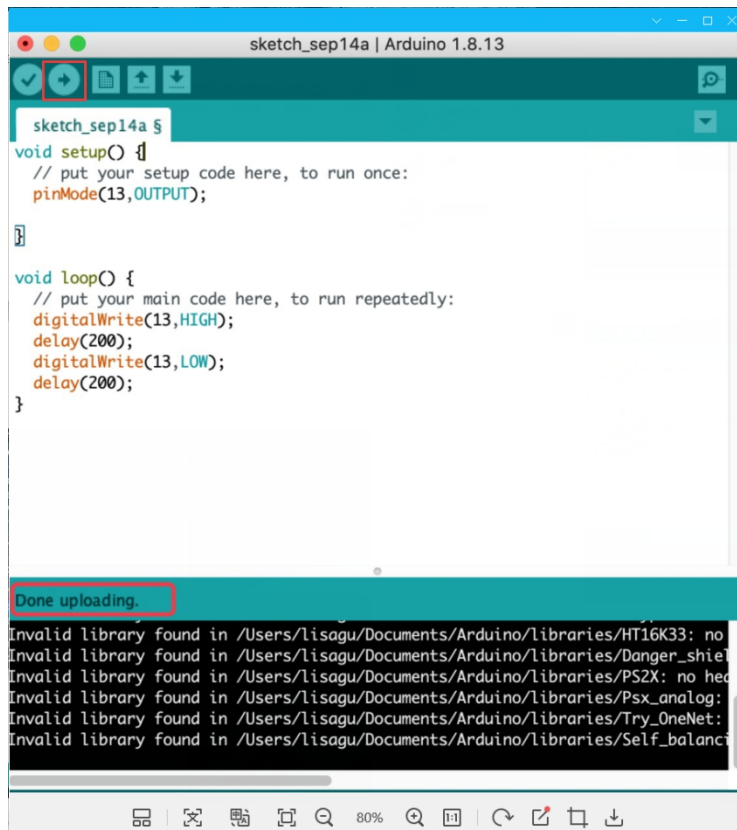 sketch_sep14a | Arduino 1.8.13
sketch_sep14a §
void setup() {
// put your setup code here, to run once:
pinMode(13,OUTPUT);
}
void loop() {
// put your main code here, to run repeatedly:
digitalWrite(13,HIGH);
delay(200);
digitalWrite(13,LOW);
delay(200);
}
Done uploading.
Invalid library found in /Users/lisagu/Documents/Arduino/libraries/HT16K33: no
Invalid library found in /Users/lisagu/Documents/Arduino/libraries/Danger_shiel
Invalid library found in /Users/lisagu/Documents/Arduino/libraries/PS2X: no hea
Invalid library found in /Users/lisagu/Documents/Arduino/libraries/Psx_analog:
Invalid library found in /Users/lisagu/Documents/Arduino/libraries/Try_OneNet:
Invalid library found in /Users/lisagu/Documents/Arduino/libraries/Self_balanci
80%
1:1